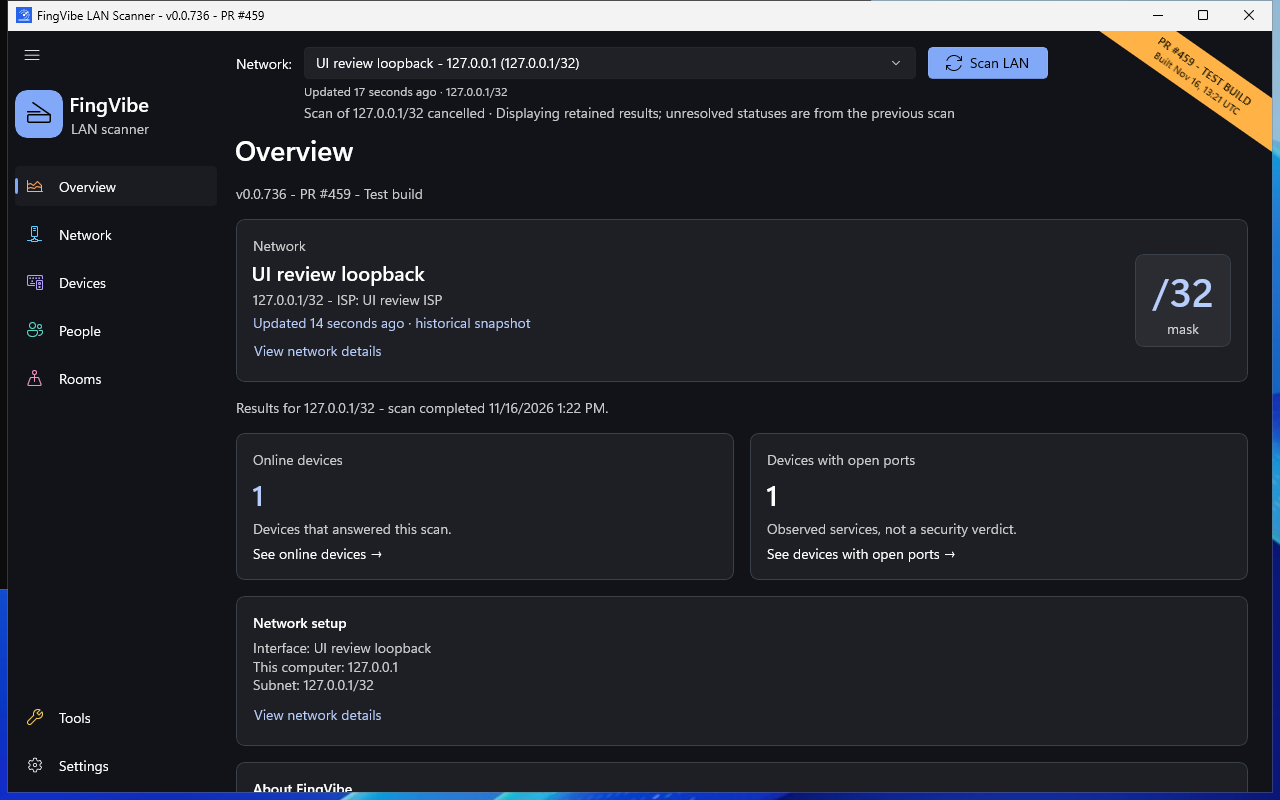 FingVibe LAN Scanner - v0.0.736 - PR #459
Network:
UI review loopback - 127.0.0.1 (127.0.0.1/32)
Scan LAN
PR #459 - TEST BUILD
Built Nov 16, 13:21 UTC
Updated 17 seconds ago · 127.0.0.1/32
Scan of 127.0.0.1/32 cancelled · Displaying retained results; unresolved statuses are from the previous scan
FingVibe
LAN scanner
Overview
Network
Devices
People
Rooms
Tools
Settings
Overview
v0.0.736 - PR #459 - Test build
Network
UI review loopback
127.0.0.1/32 - ISP: UI review ISP
Updated 14 seconds ago · historical snapshot
View network details
/32
mask
Results for 127.0.0.1/32 - scan completed 11/16/2026 1:22 PM.
Online devices
1
Devices that answered this scan.
See online devices →
Devices with open ports
1
Observed services, not a security verdict.
See devices with open ports →
Network setup
Interface: UI review loopback
This computer: 127.0.0.1
Subnet: 127.0.0.1/32
View network details
About FingVibe